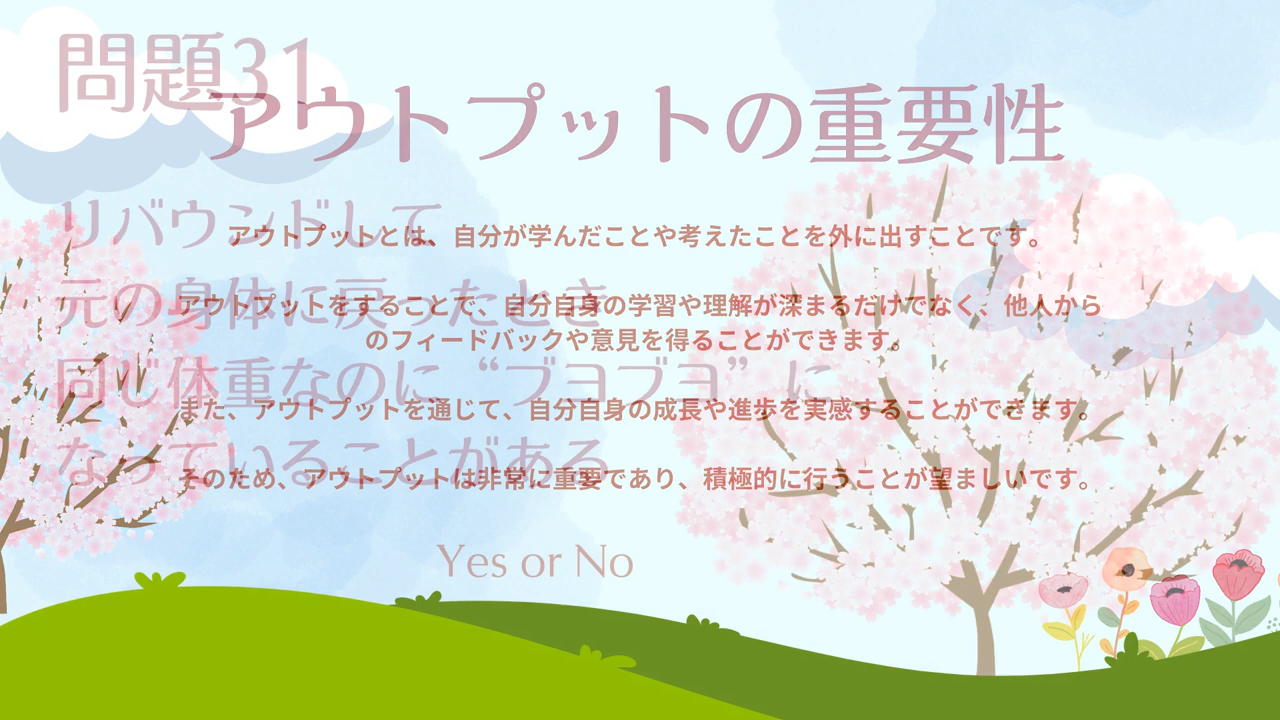 問題31
アウトプットの重要性
リバウンドして
アウトプットとは、自分が学んだことや考えたことを外に出すことです。
元の身体に戻ったとき
アウトプットをすることで、自分自身の学習や理解が深まるだけでなく、他人から
のフィードバックや意見を得ることができます。
同じ体重なのに“ブヨブヨ”に
また、アウトプットを通じて、自分自身の成長や進歩を実感することができます。
なっていることがある
そのため、アウトプットは非常に重要であり、積極的に行うことが望ましいです。
Yes or No